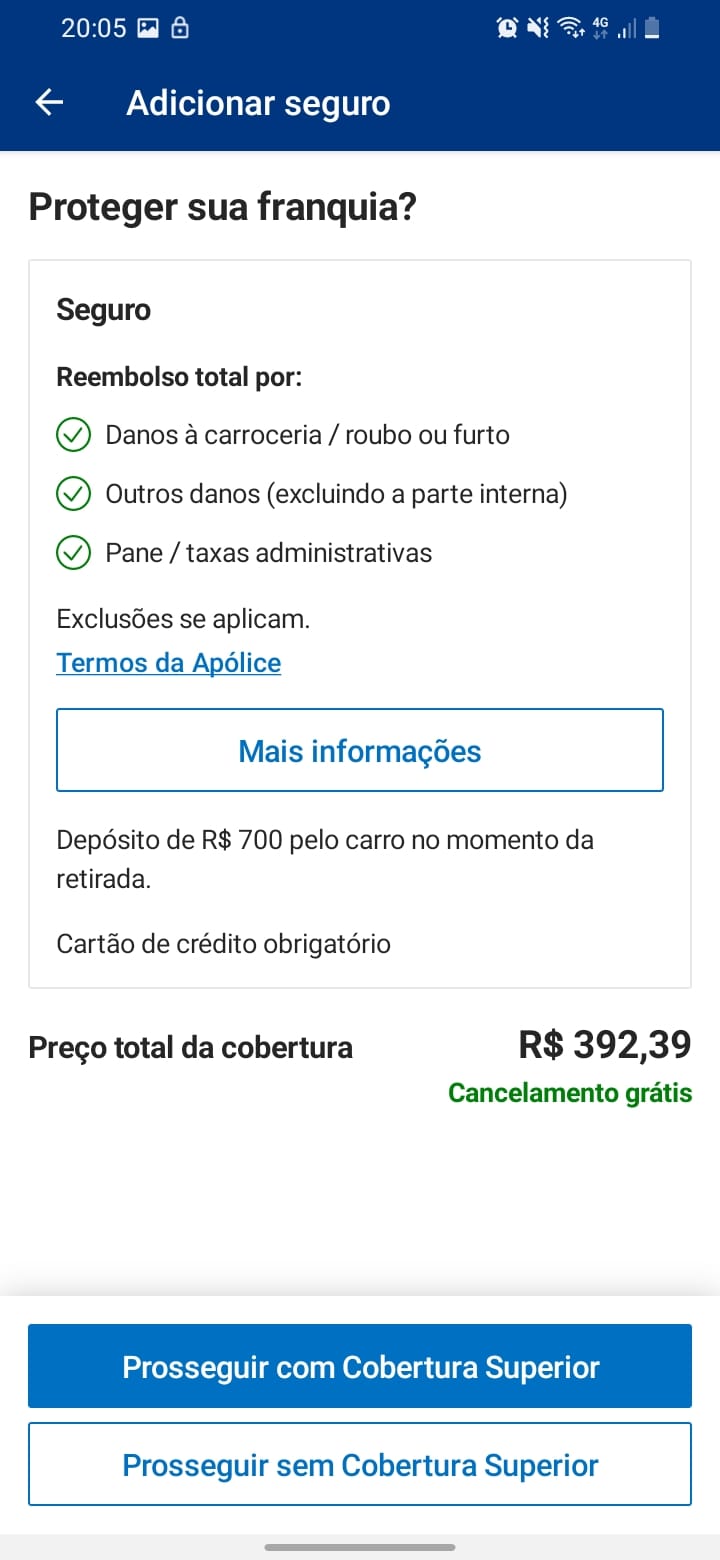 20:05
4G
Adicionar seguro
Proteger sua franquia?
Seguro
Reembolso total por:
Danos à carroceria / roubo ou furto
Outros danos (excluindo a parte interna)
Pane / taxas administrativas
Exclusões se aplicam.
Termos da Apólice
Mais informações
Depósito de R$ 700 pelo carro no momento da
retirada.
Cartão de crédito obrigatório
Preço total da cobertura R$ 392,39
Cancelamento grátis
Prosseguir com Cobertura Superior
Prosseguir sem Cobertura Superior